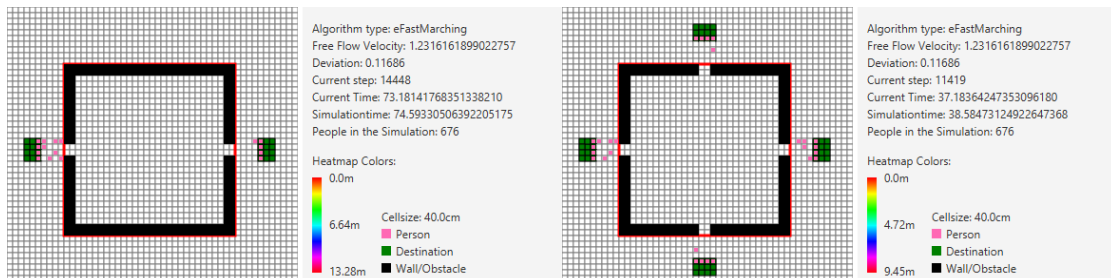 Algorithm type: eFastMarching
Free Flow Velocity: 1.2316161899022757
Deviation: 0.11686
Current step: 14448
Current Time: 73.18141768351338210
Simulationtime: 74.59330506392205175
People in the Simulation: 676
Heatmap Colors:
0.0m
6.64m
13.28m
Cellsize: 40.0cm
Person
Destination
Wall/Obstacle
Algorithm type: eFastMarching
Free Flow Velocity: 1.2316161899022757
Deviation: 0.11686
Current step: 11419
Current Time: 37.18364247353096180
Simulationtime: 38.58473124922647368
People in the Simulation: 676
Heatmap Colors:
0.0m
4.72m
9.45m
Cellsize: 40.0cm
Person
Destination
Wall/Obstacle